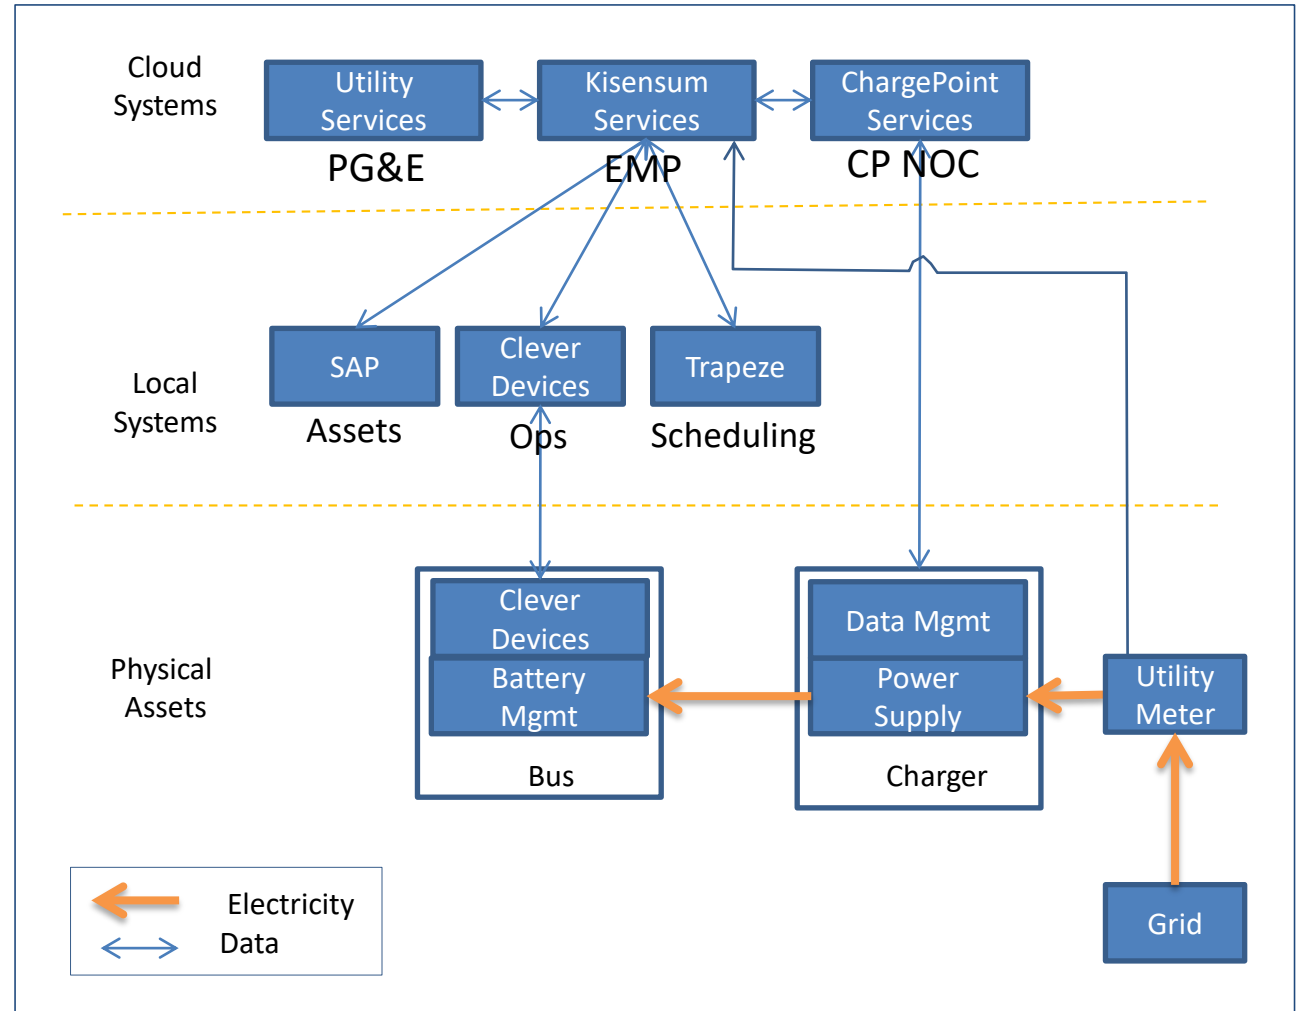 Cloud
Systems
Utility
Services
Kisensum
Services
ChargePoint
Services
PG&E
EMP
CP NOC
Local
Systems
SAP
Clever
Devices
Trapeze
Assets
Ops
Scheduling
Physical
Assets
Clever
Devices
Battery
Mgmt
Bus
Data Mgmt
Power
Supply
Charger
Utility
Meter
Grid
Electricity
Data